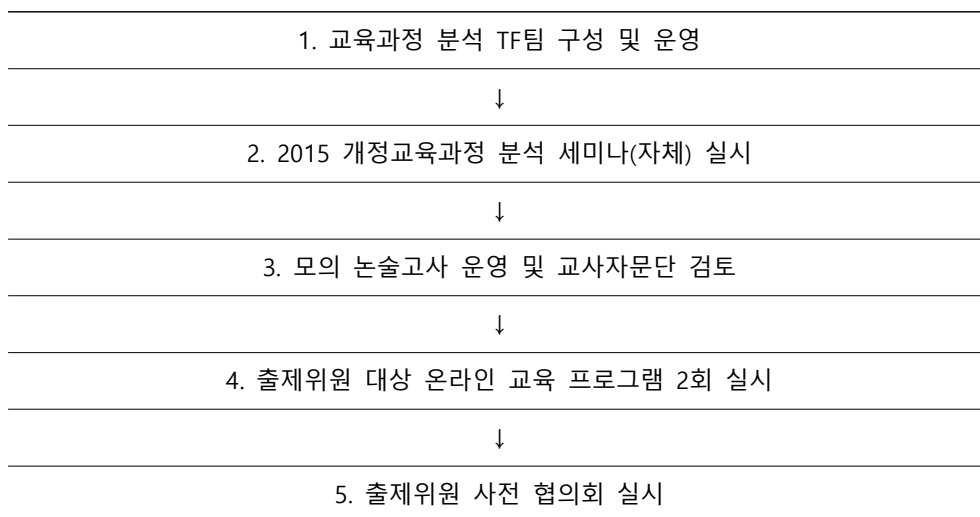 1. 교육과정 분석 TF팀 구성 및 운영
↓
2. 2015 개정교육과정 분석 세미나(자체) 실시
↓
3. 모의 논술고사 운영 및 교사자문단 검토
↓
4. 출제위원 대상 온라인 교육 프로그램 2회 실시
↓
5. 출제위원 사전 협의회 실시